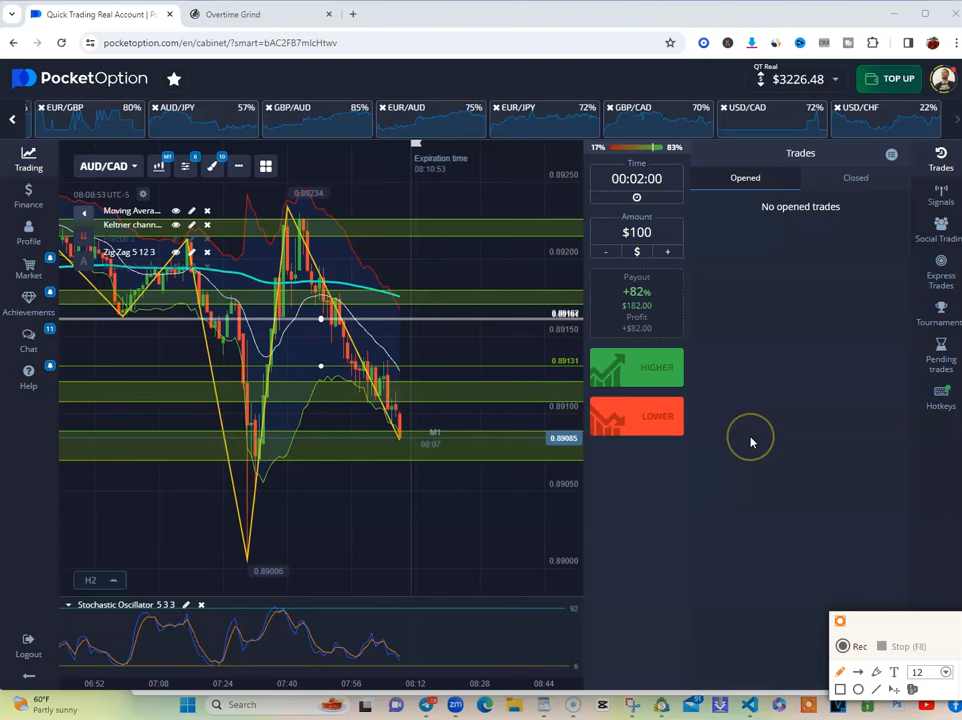 Quick Trading Real Account | P
Overtime Grind
pocketoption.com/en/cabinet/?smart=bAC2FB7mIcHtwv
PocketOption
QT Real
$3226.48
TOP UP
EUR/GBP 80%
AUD/JPY 57%
GBP/AUD 85%
EUR/AUD 75%
EUR/JPY 72%
GBP/CAD 70%
USD/CAD 72%
USD/CHF 22%
Trading
Finance
Profile
Market
Achievements
Chat
11
Help
Logout
AUD/CAD
M1
6
10
08:08:53 UTC-5
Moving Avera...
Keltner chann...
Zig Zag 5 12 3
Expiration time
08:10:53
0.89234
0.89250
0.89200
0.89150
0.89131
0.89100
0.89085
0.89050
0.89000
0.89006
M1
00:07
H2
Stochastic Oscillator 5 3 3
92
6
06:52
07:08
07:24
07:40
07:56
08:12
08:28
08:44
17%
83%
Time
00:02:00
Amount
$100
- $ +
Payout
+82%
$182.00
Profit
+$82.00
HIGHER
LOWER
Trades
Opened
Closed
No opened trades
Trades
Signals
Social Tradin
Express
Trades
Tournament
Pending
trades
Hotkeys
Rec
Stop (F8)
T
12
60°F
Partly sunny
Search